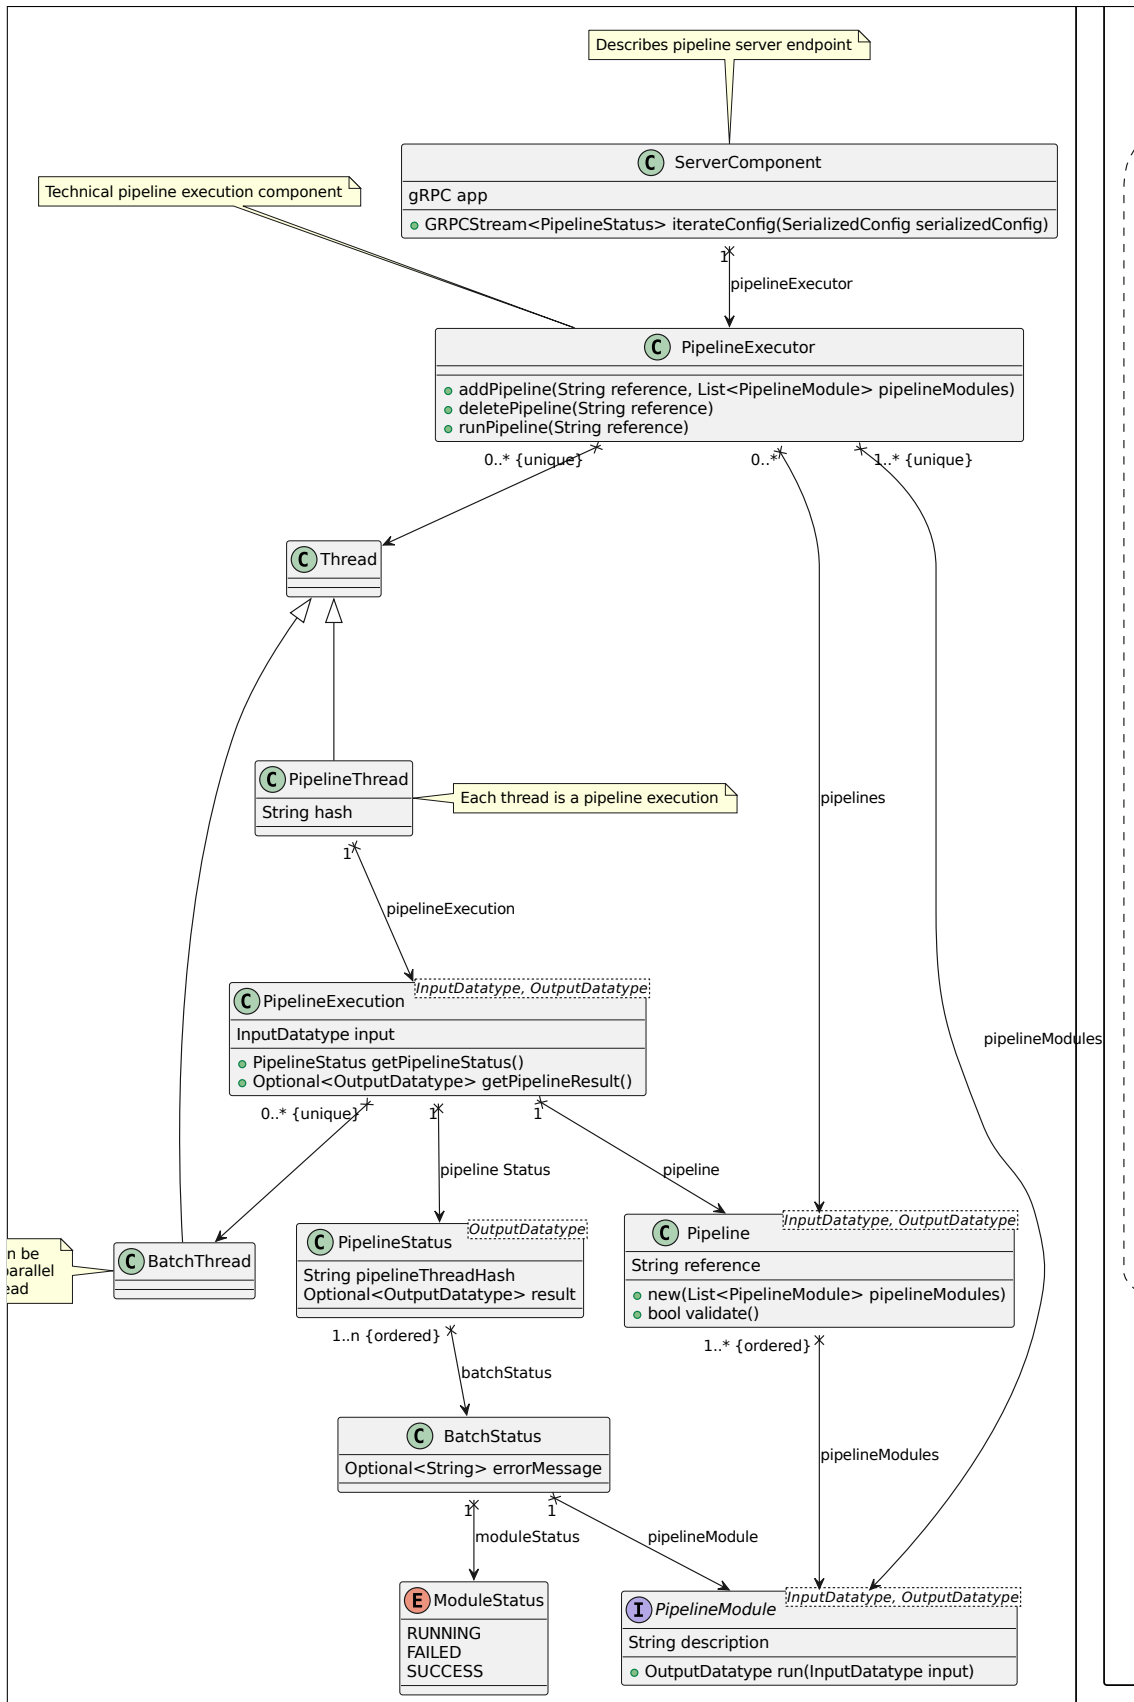 Describes pipeline server endpoint
C ServerComponent
Technical pipeline execution component
gRPC app
GRPCStream<PipelineStatus> iterateConfig(SerializedConfig serializedConfig)
1
pipelineExecutor
C PipelineExecutor
addPipeline(String reference, List<PipelineModule> pipelineModules)
deletePipeline(String reference)
runPipeline(String reference)
0..* {unique}
0..*
1..* {unique}
C Thread
C PipelineThread
String hash
Each thread is a pipeline execution
pipelines
1
pipelineExecution
InputDatatype, OutputDatatype
C PipelineExecution
InputDatatype input
PipelineStatus getPipelineStatus()
Optional<OutputDatatype> getPipelineResult()
pipelineModules
0..* {unique}
1
1
pipeline Status
pipeline
n be
parallel
ead
C BatchThread
OutputDatatype
C PipelineStatus
String pipelineThreadHash
Optional<OutputDatatype> result
InputDatatype, OutputDatatype
C Pipeline
String reference
new(List<PipelineModule> pipelineModules)
bool validate()
1..n {ordered}
1..* {ordered}
batchStatus
C BatchStatus
Optional<String> errorMessage
pipelineModules
1
1
moduleStatus
pipelineModule
E ModuleStatus
RUNNING
FAILED
SUCCESS
InputDatatype, OutputDatatype
I PipelineModule
String description
OutputDatatype run(InputDatatype input)